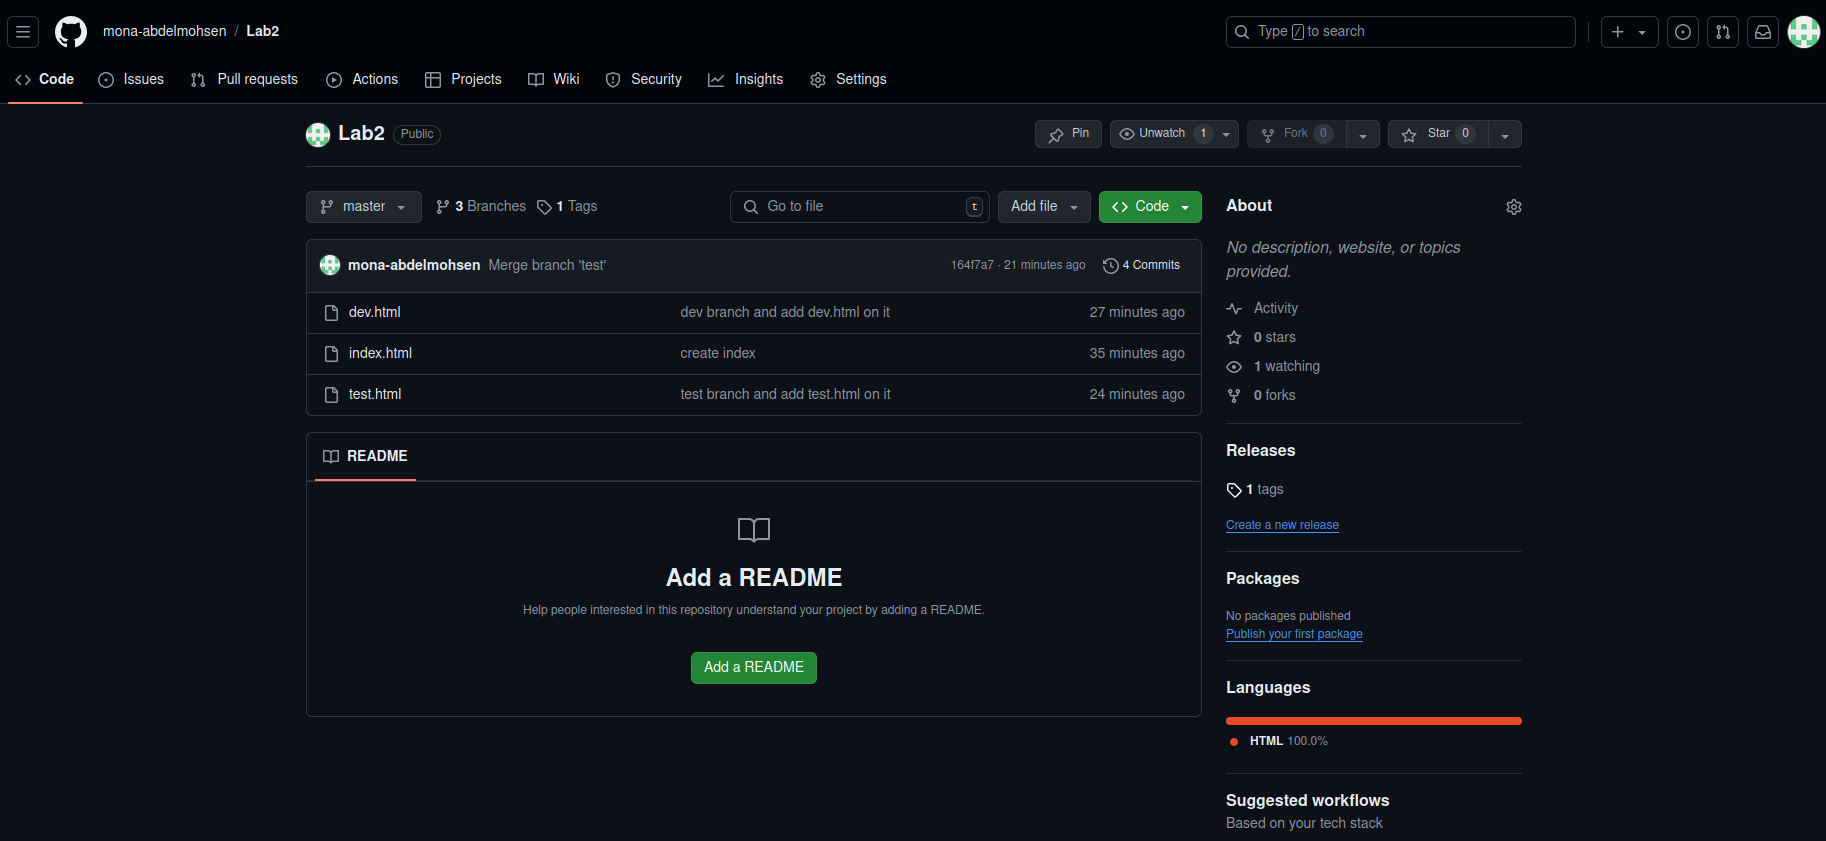 mona-abdelmohsen / Lab2
Type / to search
Code Issues Pull requests Actions Projects Wiki Security Insights Settings
Lab2 Public
Pin Unwatch 1 Fork 0 Star 0
master 3 Branches 1 Tags Go to file t Add file Code
mona-abdelmohsen Merge branch 'test' 164f7a7 · 21 minutes ago 4 Commits
dev.html dev branch and add dev.html on it 27 minutes ago
index.html create index 35 minutes ago
test.html test branch and add test.html on it 24 minutes ago
README
Add a README
Help people interested in this repository understand your project by adding a README.
Add a README
About
No description, website, or topics
provided.
Activity
0 stars
1 watching
0 forks
Releases
1 tags
Create a new release
Packages
No packages published
Publish your first package
Languages
HTML 100.0%
Suggested workflows
Based on your tech stack